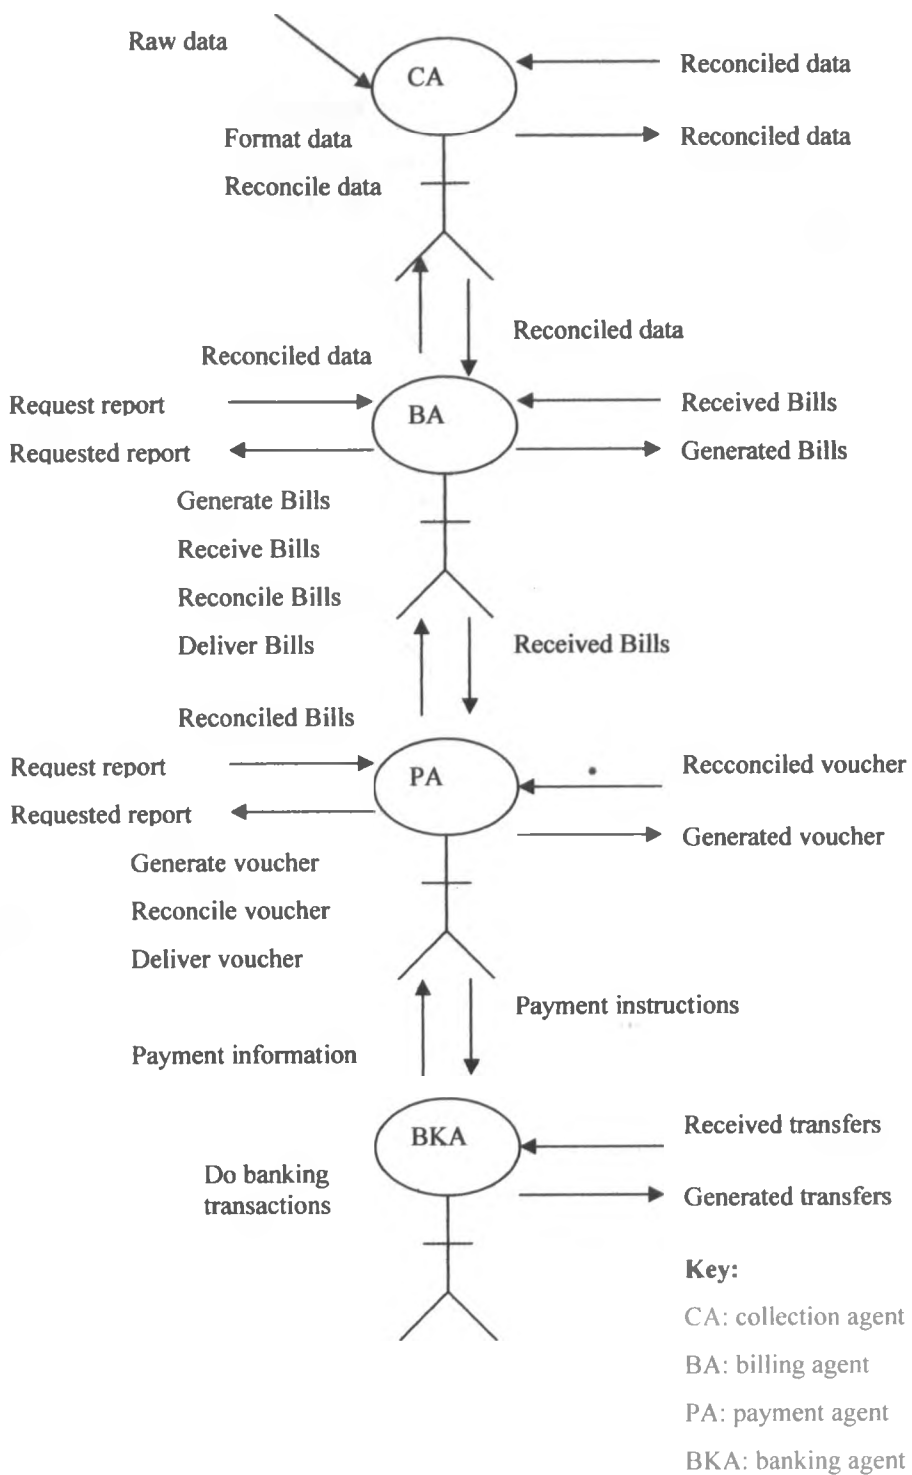 Raw data
CA
Reconciled data
Format data
Reconciled data
Reconcile data
Reconciled data
Reconciled data
Request report
BA
Received Bills
Requested report
Generated Bills
Generate Bills
Receive Bills
Reconcile Bills
Deliver Bills
Received Bills
Reconciled Bills
Request report
PA
Recconciled voucher
Requested report
Generated voucher
Generate voucher
Reconcile voucher
Deliver voucher
Payment instructions
Payment information
BKA
Received transfers
Do banking
transactions
Generated transfers
Key:
CA: collection agent
BA: billing agent
PA: payment agent
BKA: banking agent